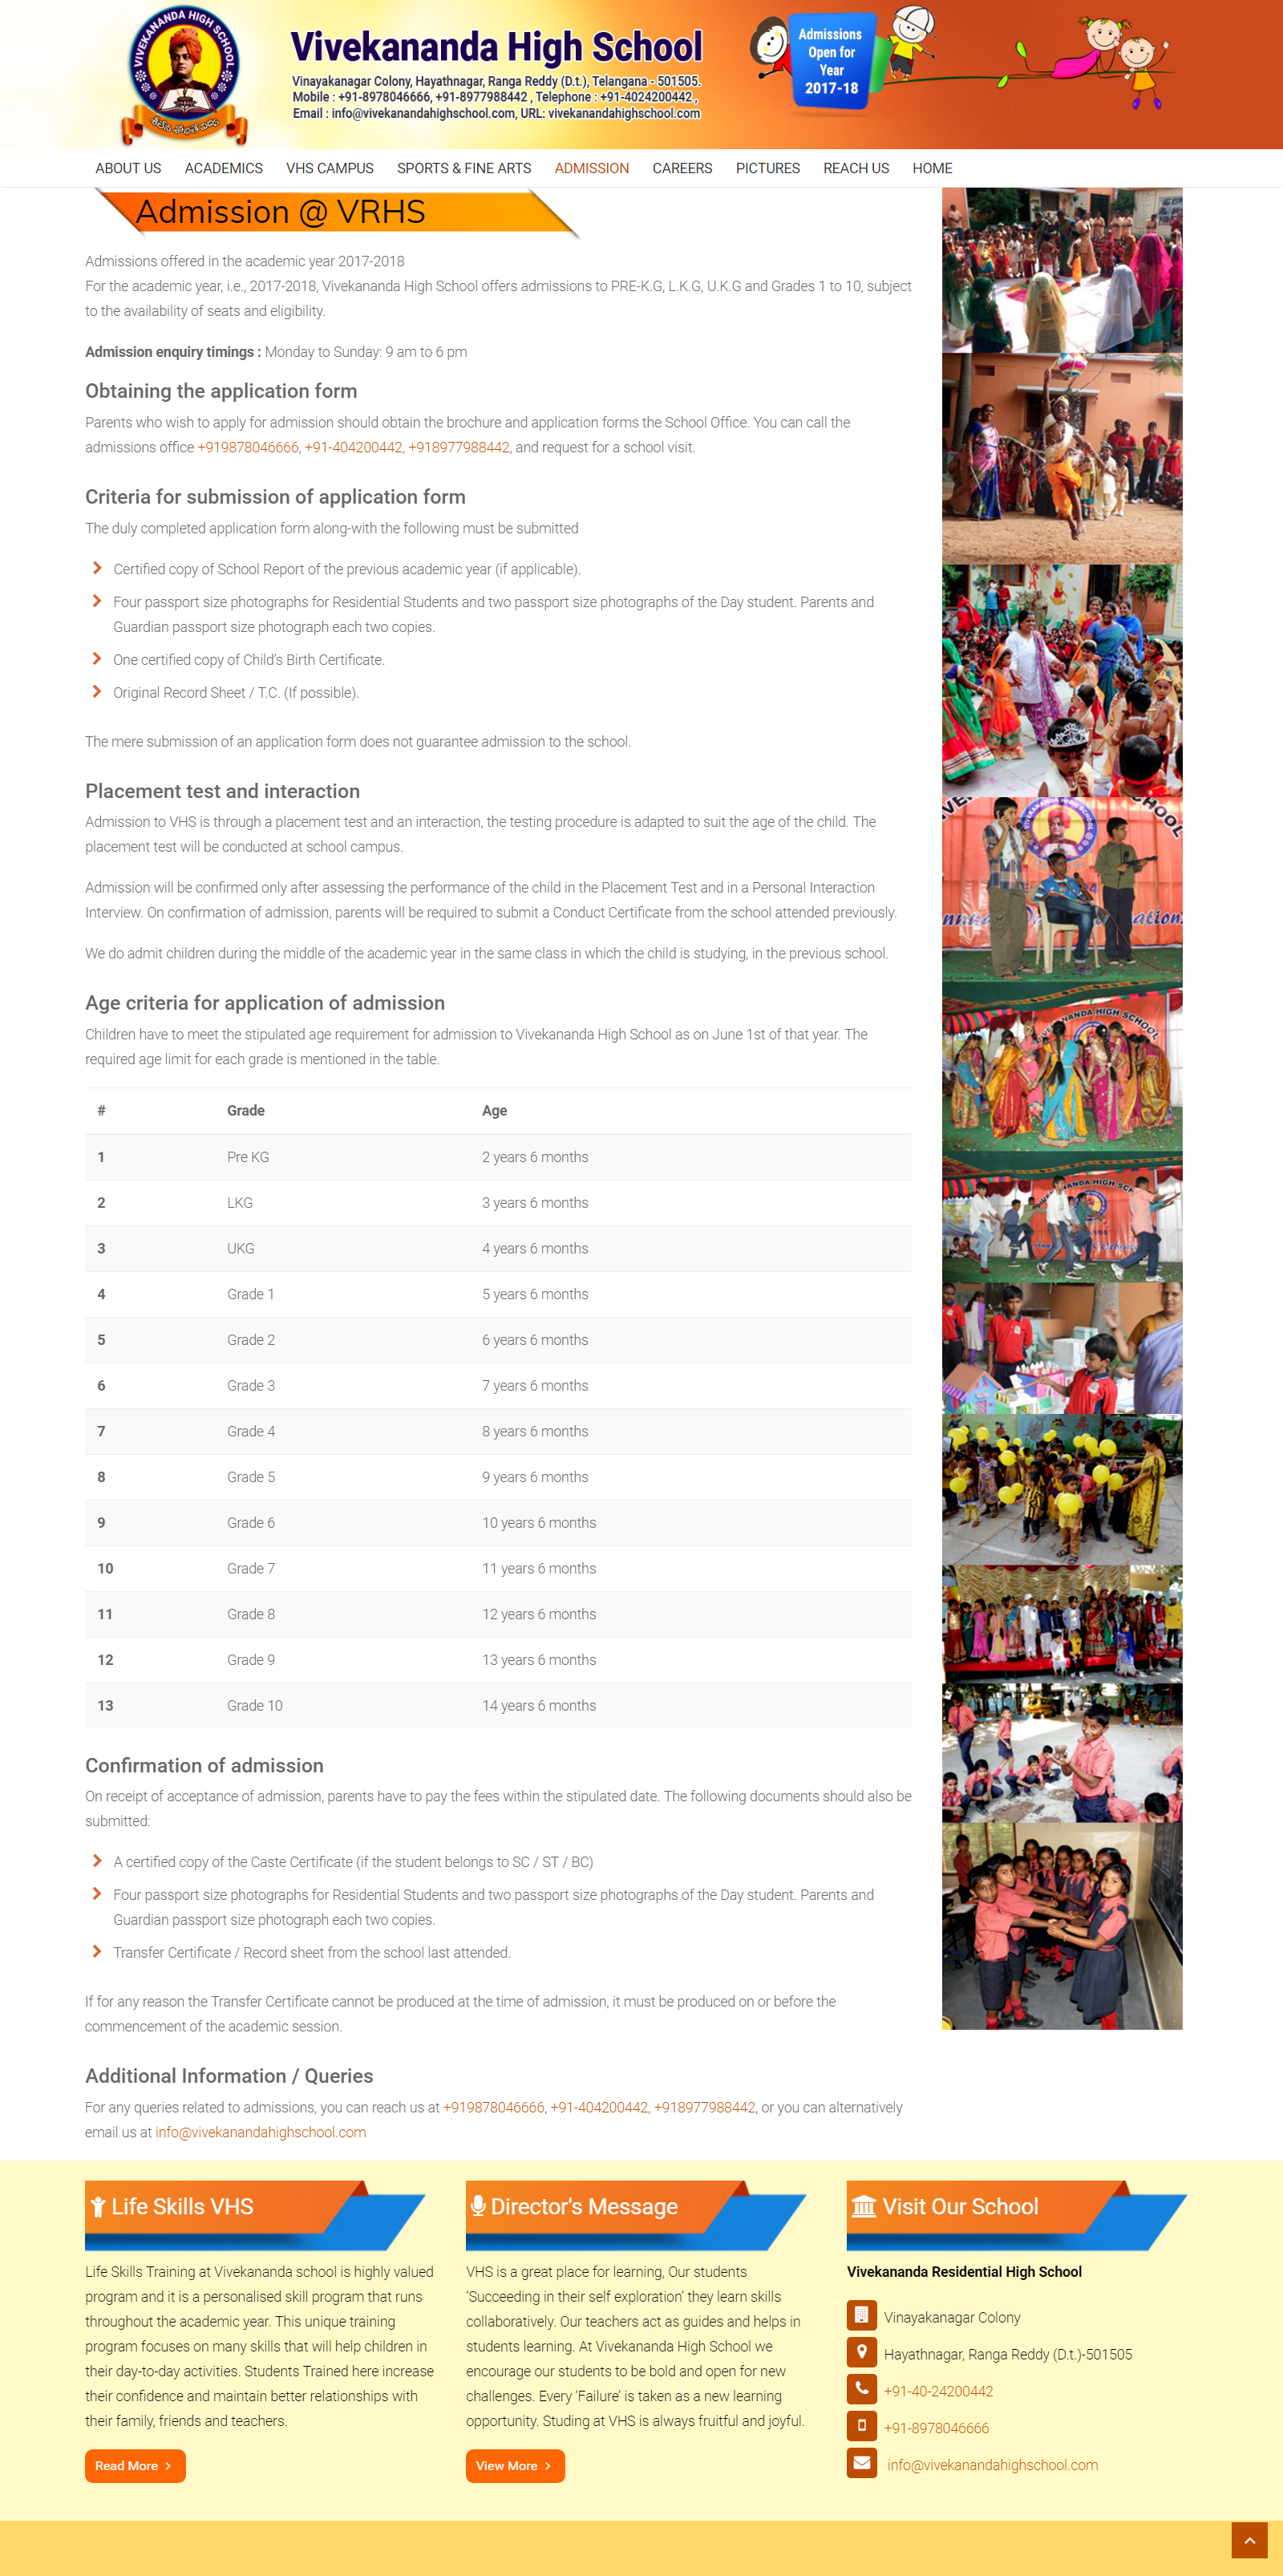 VIVEKANANDA HIGH SCHOOL
Vivekananda High School
Vinayakanagar Colony, Hayathnagar, Ranga Reddy (D.t.), Telangana - 501505.
Mobile : +91-8978046666, +91-8977988442 , Telephone : +91-4024200442 ,
Email : info@vivekanandahighschool.com, URL: vivekanandahighschool.com
Admissions
Open for
Year
2017-18
ABOUT US ACADEMICS VHS CAMPUS SPORTS & FINE ARTS ADMISSION CAREERS PICTURES REACH US HOME
Admission @ VRHS
Admissions offered in the academic year 2017-2018
For the academic year, i.e., 2017-2018, Vivekananda High School offers admissions to PRE-K.G, L.K.G, U.K.G and Grades 1 to 10, subject
to the availability of seats and eligibility.
Admission enquiry timings : Monday to Sunday: 9 am to 6 pm
Obtaining the application form
Parents who wish to apply for admission should obtain the brochure and application forms the School Office. You can call the
admissions office +919878046666, +91-404200442, +918977988442, and request for a school visit.
Criteria for submission of application form
The duly completed application form along-with the following must be submitted
Certified copy of School Report of the previous academic year (if applicable).
Four passport size photographs for Residential Students and two passport size photographs of the Day student. Parents and
Guardian passport size photograph each two copies.
One certified copy of Child's Birth Certificate.
Original Record Sheet / T.C. (If possible).
The mere submission of an application form does not guarantee admission to the school.
Placement test and interaction
Admission to VHS is through a placement test and an interaction, the testing procedure is adapted to suit the age of the child. The
placement test will be conducted at school campus.
Admission will be confirmed only after assessing the performance of the child in the Placement Test and in a Personal Interaction
Interview. On confirmation of admission, parents will be required to submit a Conduct Certificate from the school attended previously.
We do admit children during the middle of the academic year in the same class in which the child is studying, in the previous school.
Age criteria for application of admission
Children have to meet the stipulated age requirement for admission to Vivekananda High School as on June 1st of that year. The
required age limit for each grade is mentioned in the table.
# Grade Age
1 Pre KG 2 years 6 months
2 LKG 3 years 6 months
3 UKG 4 years 6 months
4 Grade 1 5 years 6 months
5 Grade 2 6 years 6 months
6 Grade 3 7 years 6 months
7 Grade 4 8 years 6 months
8 Grade 5 9 years 6 months
9 Grade 6 10 years 6 months
10 Grade 7 11 years 6 months
11 Grade 8 12 years 6 months
12 Grade 9 13 years 6 months
13 Grade 10 14 years 6 months
Confirmation of admission
On receipt of acceptance of admission, parents have to pay the fees within the stipulated date. The following documents should also be
submitted:
A certified copy of the Caste Certificate (if the student belongs to SC / ST / BC)
Four passport size photographs for Residential Students and two passport size photographs of the Day student. Parents and
Guardian passport size photograph each two copies.
Transfer Certificate / Record sheet from the school last attended.
If for any reason the Transfer Certificate cannot be produced at the time of admission, it must be produced on or before the
commencement of the academic session.
Additional Information / Queries
For any queries related to admissions, you can reach us at +919878046666, +91-404200442, +918977988442, or you can alternatively
email us at info@vivekanandahighschool.com
Life Skills VHS
Life Skills Training at Vivekananda school is highly valued
program and it is a personalised skill program that runs
throughout the academic year. This unique training
program focuses on many skills that will help children in
their day-to-day activities. Students Trained here increase
their confidence and maintain better relationships with
their family, friends and teachers.
Read More
Director's Message
VHS is a great place for learning, Our students
‘Succeeding in their self exploration’ they learn skills
collaboratively. Our teachers act as guides and helps in
students learning. At Vivekananda High School we
encourage our students to be bold and open for new
challenges. Every ‘Failure’ is taken as a new learning
opportunity. Studing at VHS is always fruitful and joyful.
View More
Visit Our School
Vivekananda Residential High School
Vinayakanagar Colony
Hayathnagar, Ranga Reddy (D.t.)-501505
+91-40-24200442
+91-8978046666
info@vivekanandahighschool.com